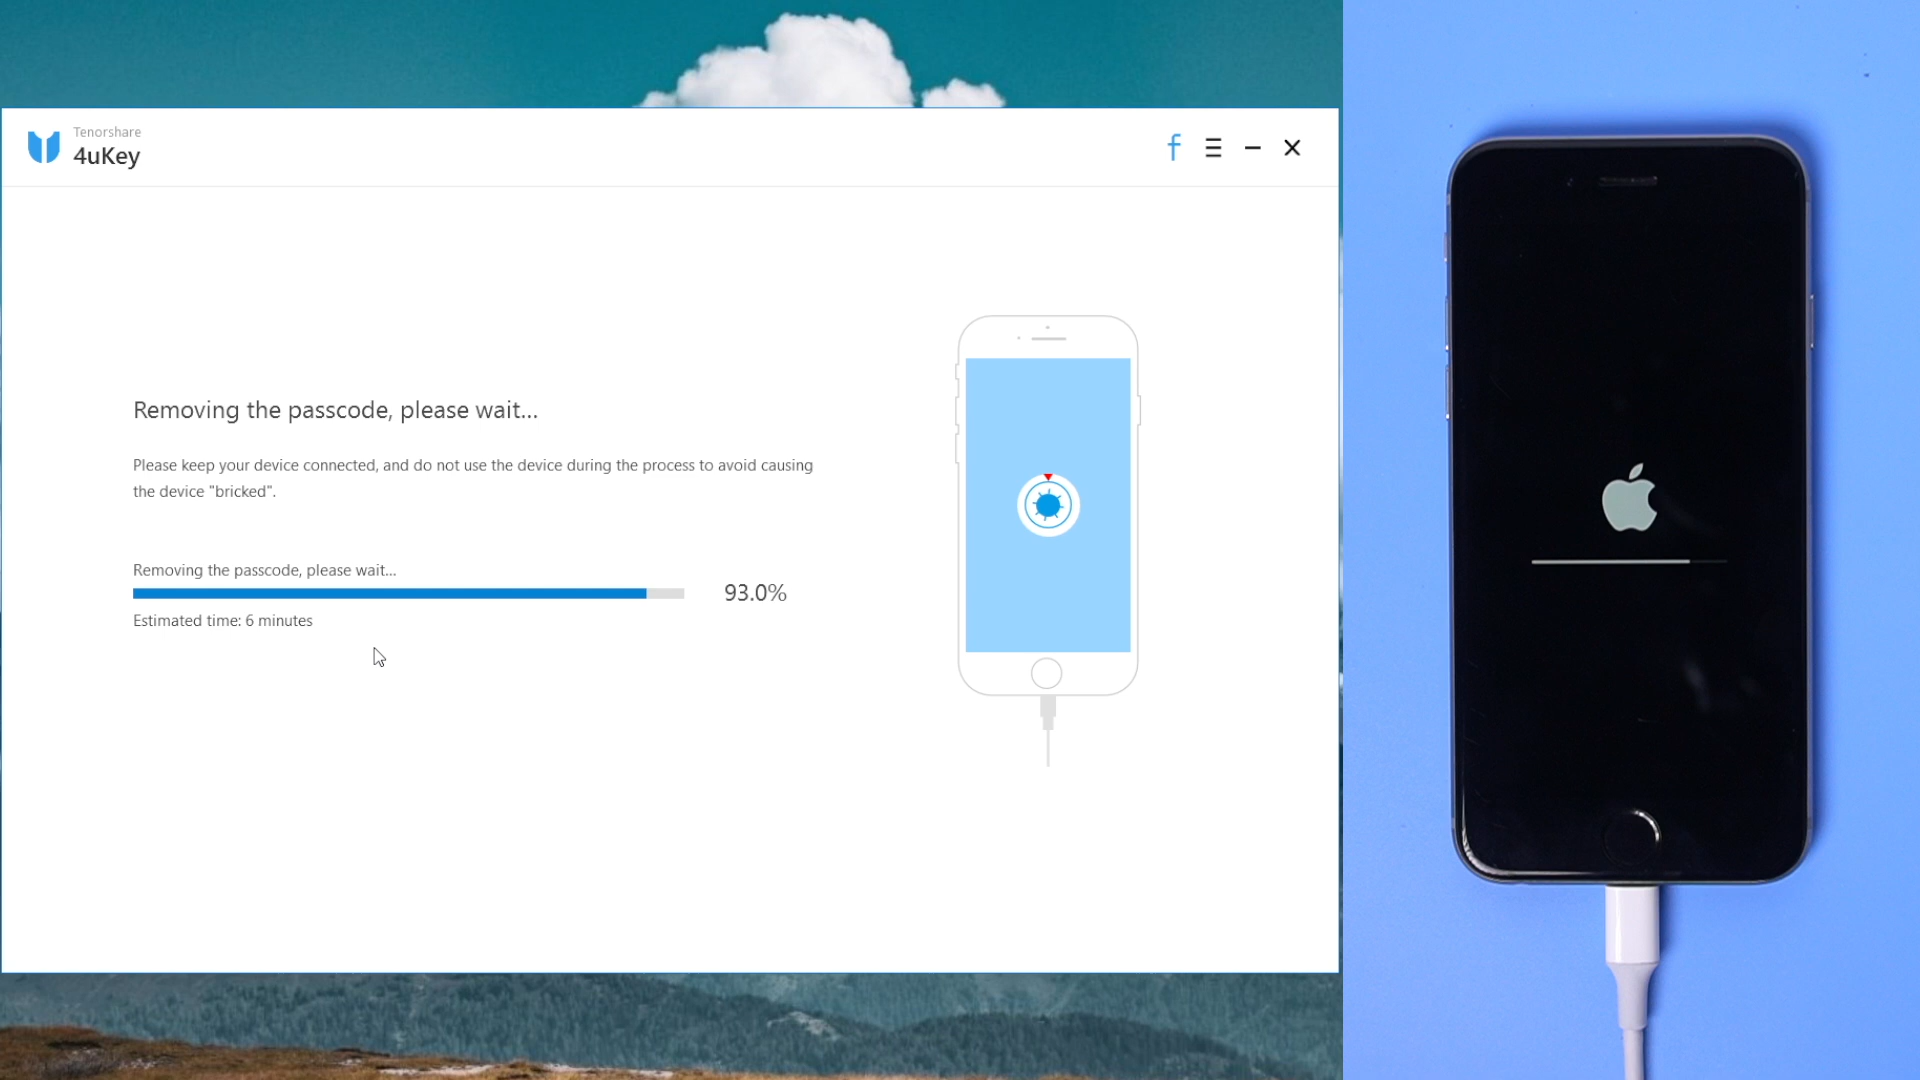 Tenorshare
4uKey
Removing the passcode, please wait...
Please keep your device connected, and do not use the device during the process to avoid causing
the device "bricked".
Removing the passcode, please wait...
93.0%
Estimated time: 6 minutes